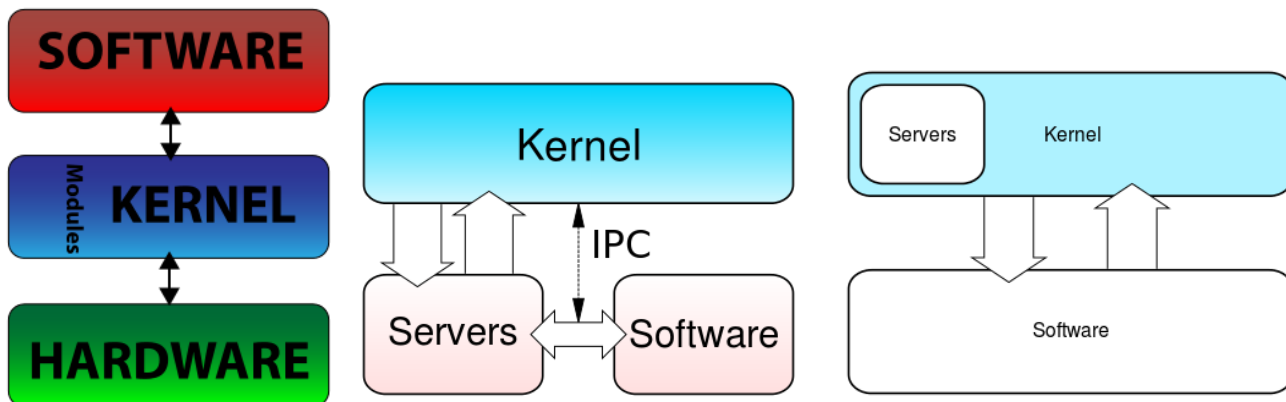 SOFTWARE
Modules
KERNEL
HARDWARE
Kernel
IPC
Servers
Software
Servers
Kernel
Software